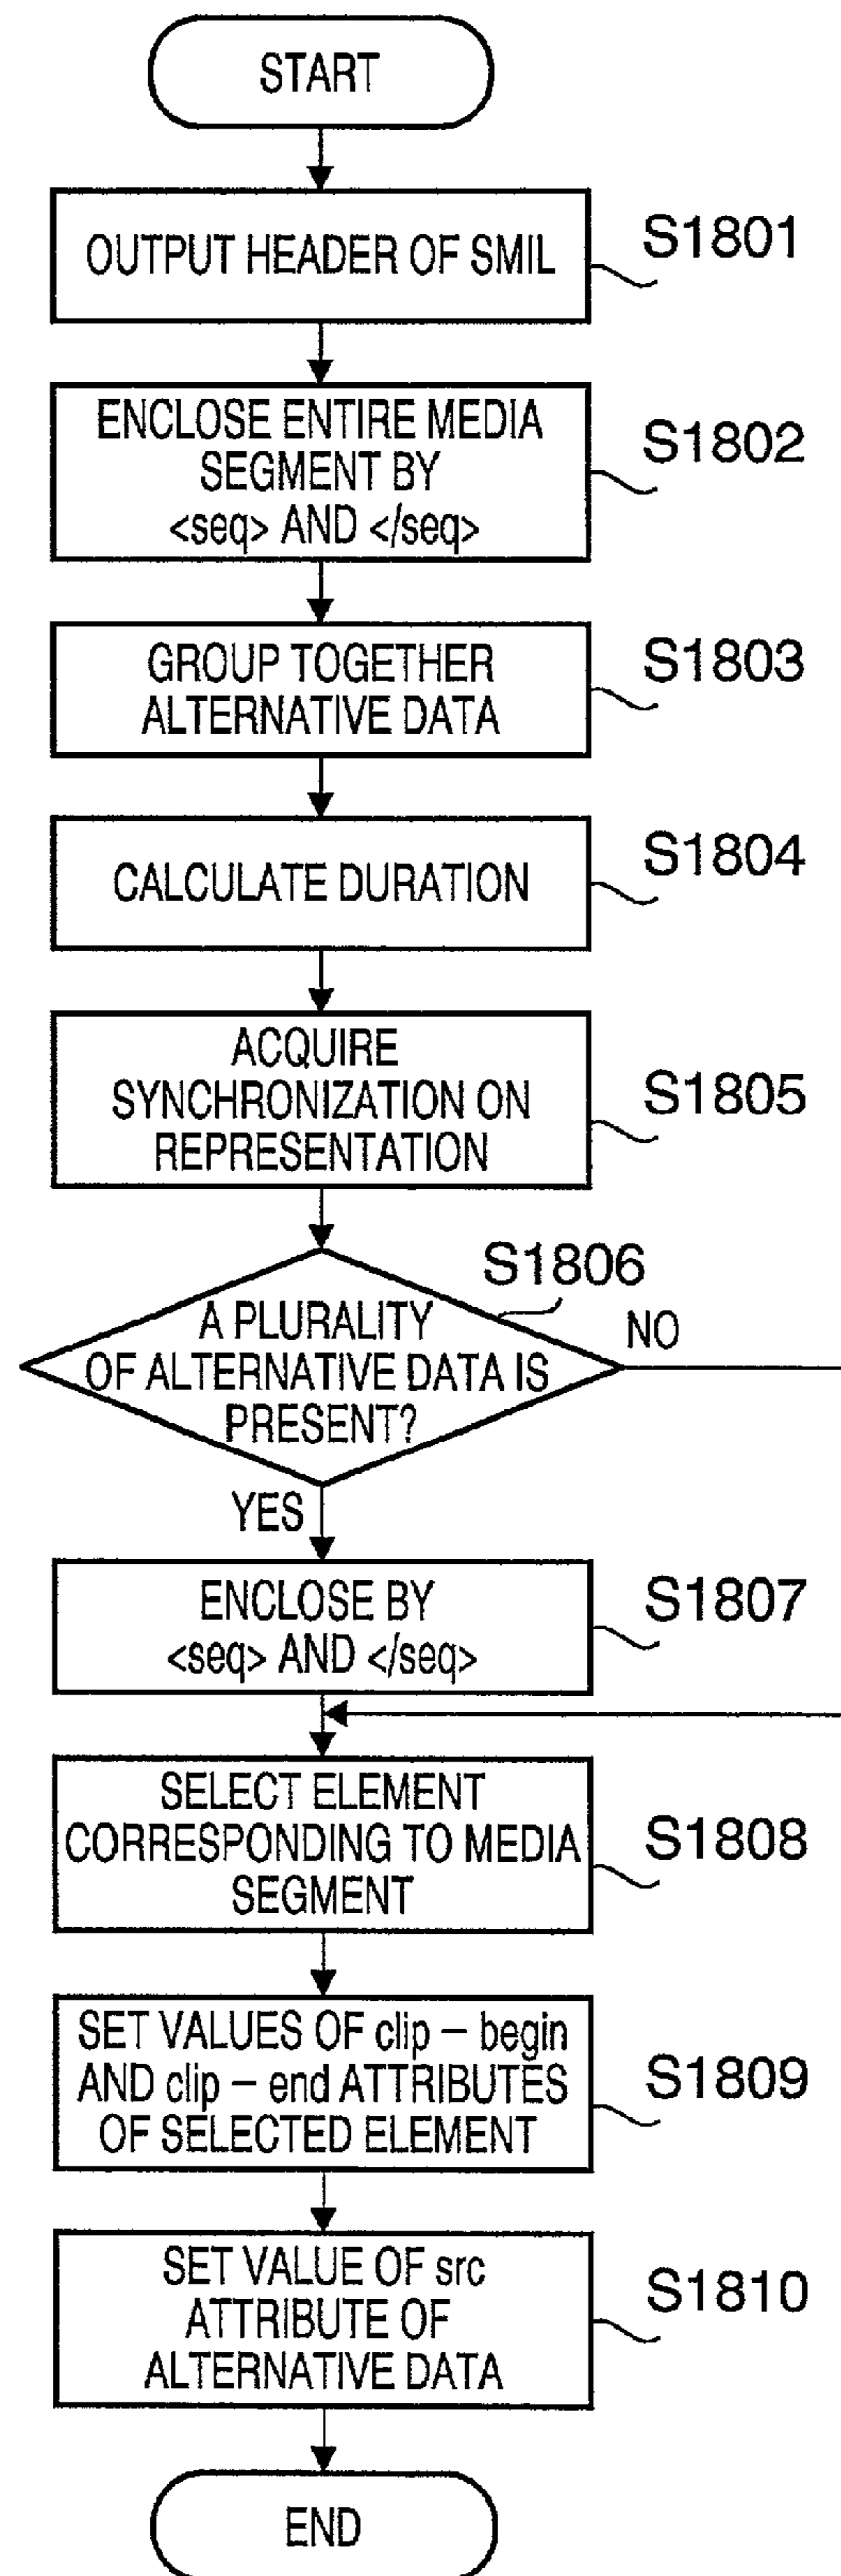 START
OUTPUT HEADER OF SMIL
S1801
ENCLOSE ENTIRE MEDIA
SEGMENT BY
<seq> AND </seq>
S1802
GROUP TOGETHER
ALTERNATIVE DATA
S1803
CALCULATE DURATION
S1804
ACQUIRE
SYNCHRONIZATION ON
REPRESENTATION
S1805
S1806
A PLURALITY
OF ALTERNATIVE DATA IS
PRESENT?
NO
YES
ENCLOSE BY
<seq> AND </seq>
S1807
SELECT ELEMENT
CORRESPONDING TO MEDIA
SEGMENT
S1808
SET VALUES OF clip – begin
AND clip – end ATTRIBUTES
OF SELECTED ELEMENT
S1809
SET VALUE OF src
ATTRIBUTE OF
ALTERNATIVE DATA
S1810
END